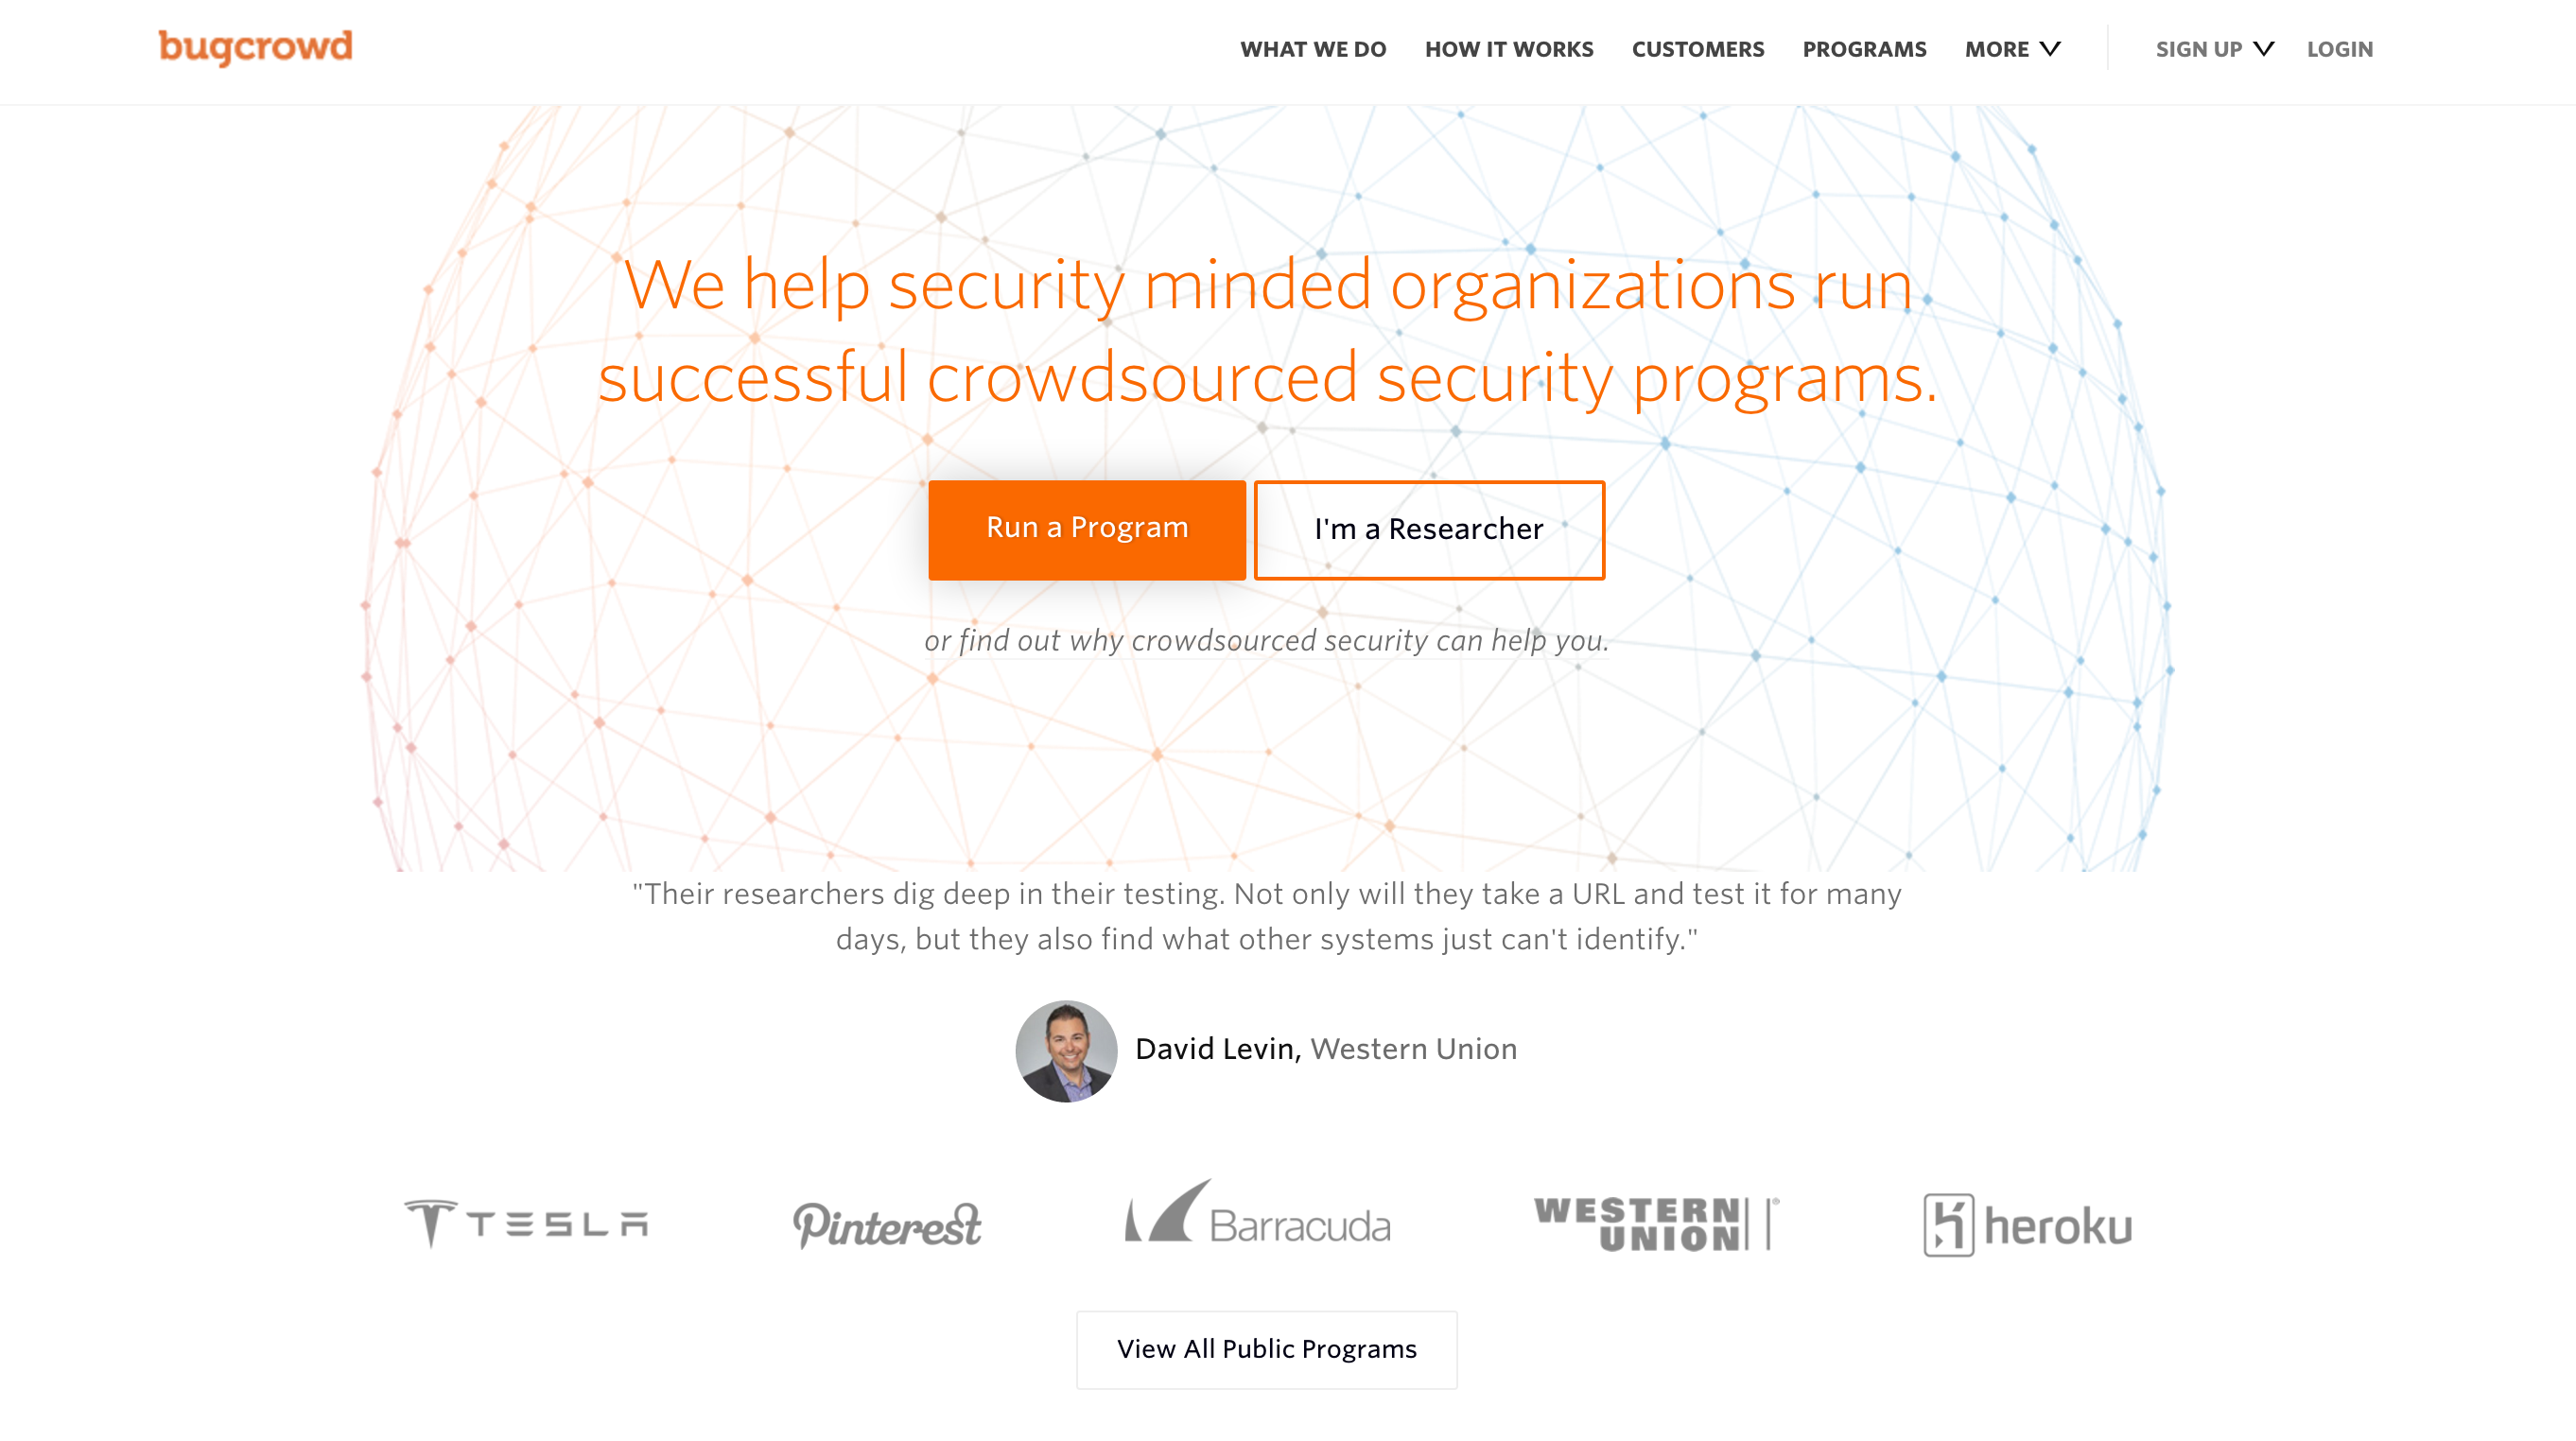 bugcrowd
WHAT WE DO HOW IT WORKS CUSTOMERS PROGRAMS MORE SIGN UP LOGIN
We help security minded organizations run
successful crowdsourced security programs.
Run a Program I'm a Researcher
or find out why crowdsourced security can help you.
"Their researchers dig deep in their testing. Not only will they take a URL and test it for many
days, but they also find what other systems just can't identify."
David Levin, Western Union
TESLA Pinterest Barracuda WESTERN UNION® heroku
View All Public Programs